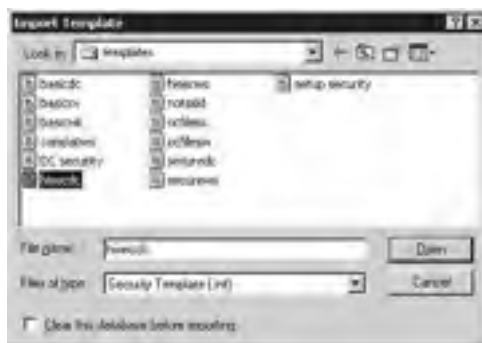 Import Template
Look in: templates
basicdc hisecws setup security
basicsv notssid
basicwk ocfiless
compatws ocfilesw
DC security securedc
hisecdc securews
File name: hisecdc Open
Files of type: Security Template (.inf) Cancel
Clear this database before importing